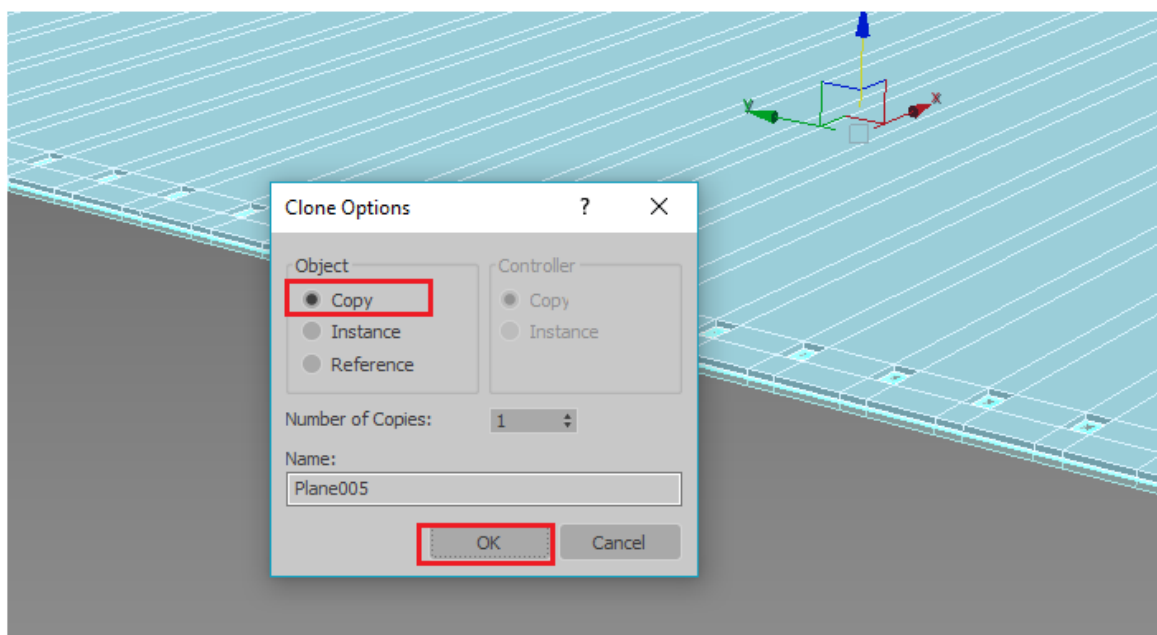 y
x
Clone Options
?
Object
Controller
Copy
Copy
Instance
Instance
Reference
Number of Copies:
1
Name:
Plane005
OK
Cancel